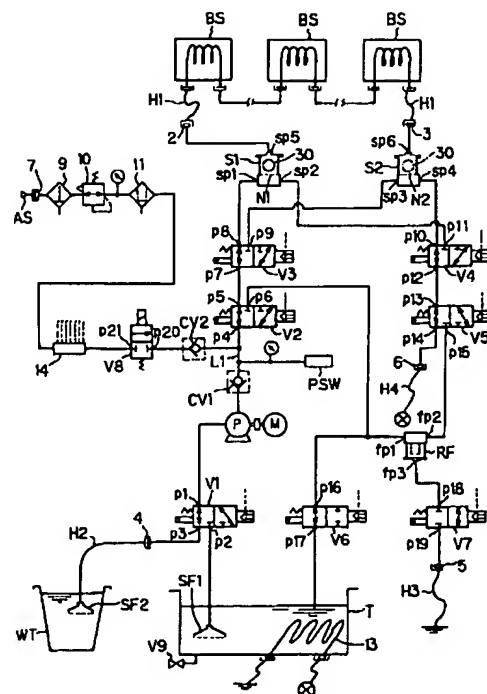 BS BS BS
H1 H1
2 3
sp5 sp6
7 9 10 11 S1 30 S2 30
sp1 sp2 sp3 sp4
AS N1 N2
p8 p9 p10 p11
p7 V3 p12 V4
p5 p6 p13
p21 p20 CV2 p4 V2 p14 p15 V5
14 V8 L1 6
PSW H4
CV1 fp2
P M fp1 RF
fp3
p1 V1 p16 p18
H2 4 p3 p2 p17 V6 p19 V7
5
SF1 T H3
WT SF2 V9 13